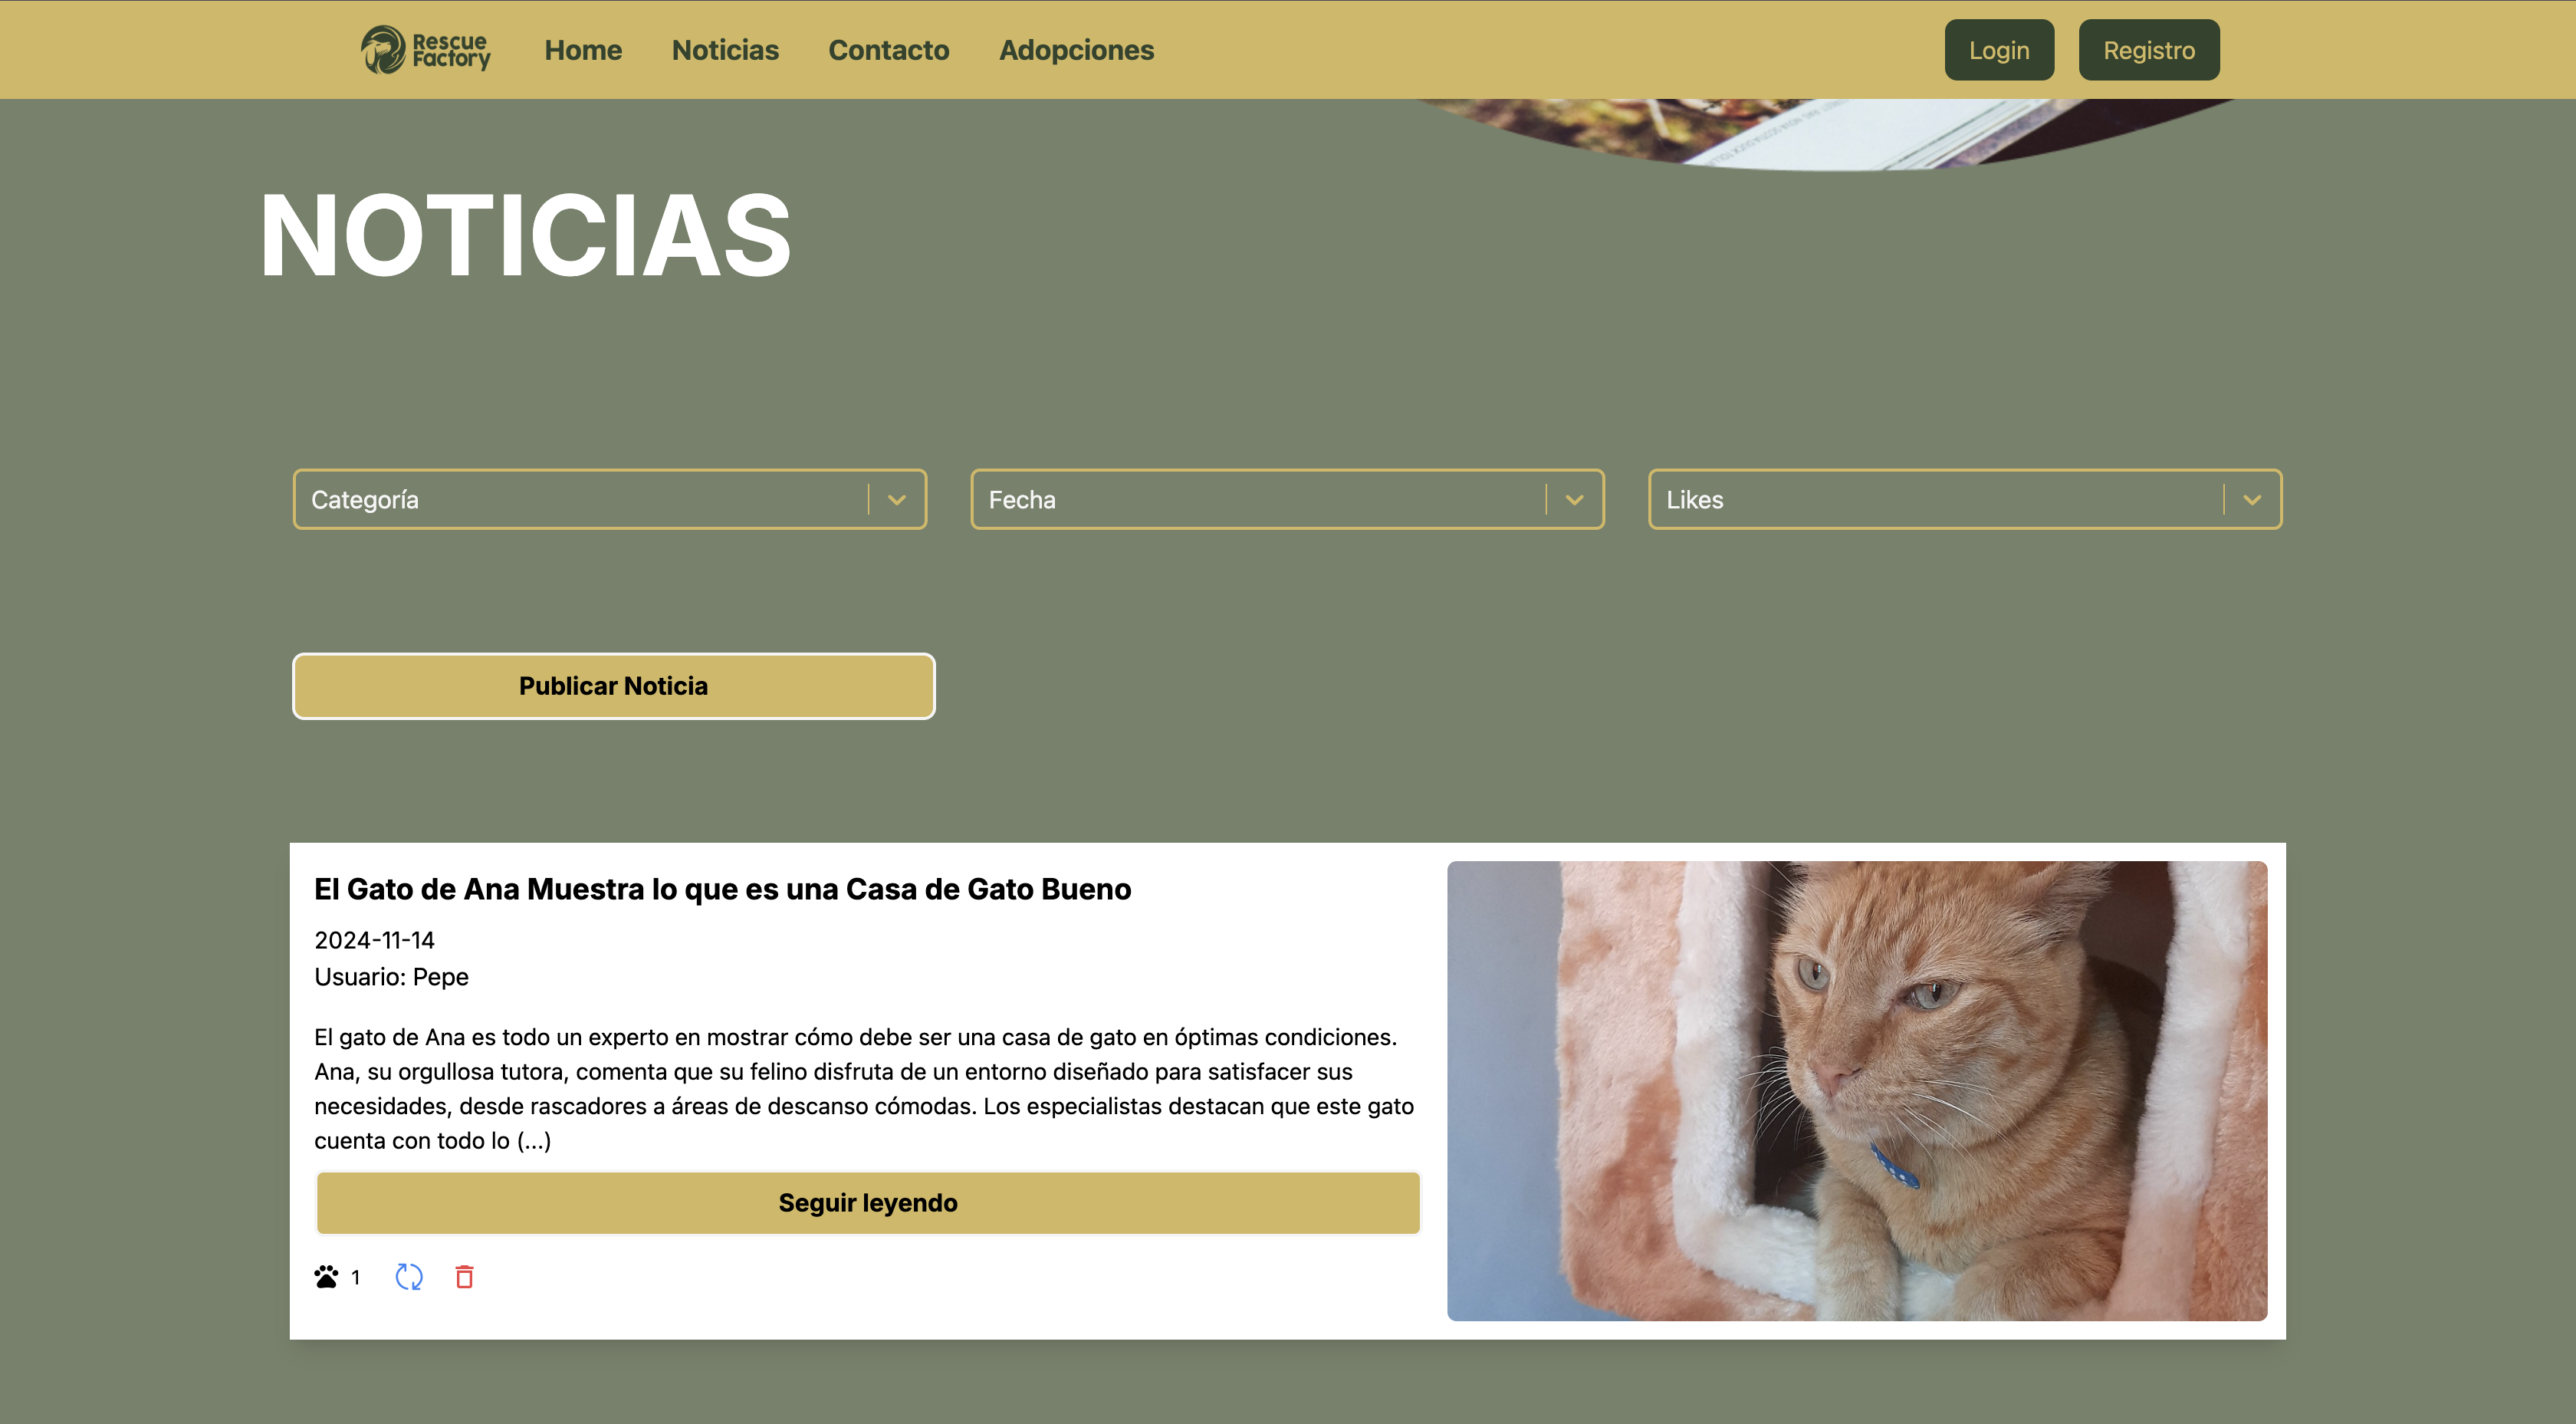 Rescue
Factory
Home
Noticias
Contacto
Adopciones
Login
Registro
NOTICIAS
Categoría
Fecha
Likes
Publicar Noticia
El Gato de Ana Muestra lo que es una Casa de Gato Bueno
2024-11-14
Usuario: Pepe
El gato de Ana es todo un experto en mostrar cómo debe ser una casa de gato en óptimas condiciones.
Ana, su orgullosa tutora, comenta que su felino disfruta de un entorno diseñado para satisfacer sus
necesidades, desde rascadores a áreas de descanso cómodas. Los especialistas destacan que este gato
cuenta con todo lo (...)
Seguir leyendo
1